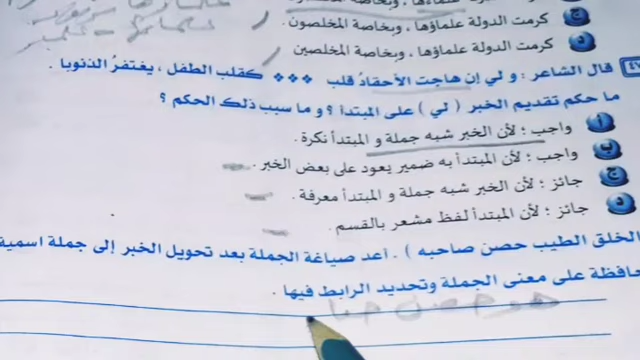 ج كرمت الدولة علماؤها ، وبخاصة المخلصون .
د كرمت الدولة علماؤها ، وبخاصة المخلصين
٤٧ قال الشاعر : و لي إن هاجت الأحقادُ قلب ❖❖❖ كقلب الطفل ، يغتفرُ الذنوبا .
ما حكم تقديم الخبر ( لي ) على المبتدأ ؟ و ما سبب ذلك الحكم ؟
أ واجب ؛ لأن الخبر شبه جملة و المبتدأ نكرة .
ب واجب ؛ لأن المبتدأ به ضمير يعود على بعض الخبر .
ج جائز ؛ لأن الخبر شبه جملة و المبتدأ معرفة .
د جائز ؛ لأن المبتدأ لفظ مشعر بالقسم .
الخلق الطيب حصن صاحبه ) . أعد صياغة الجملة بعد تحويل الخبر إلى جملة اسمية
حافظة على معنى الجملة وتحديد الرابط فيها .